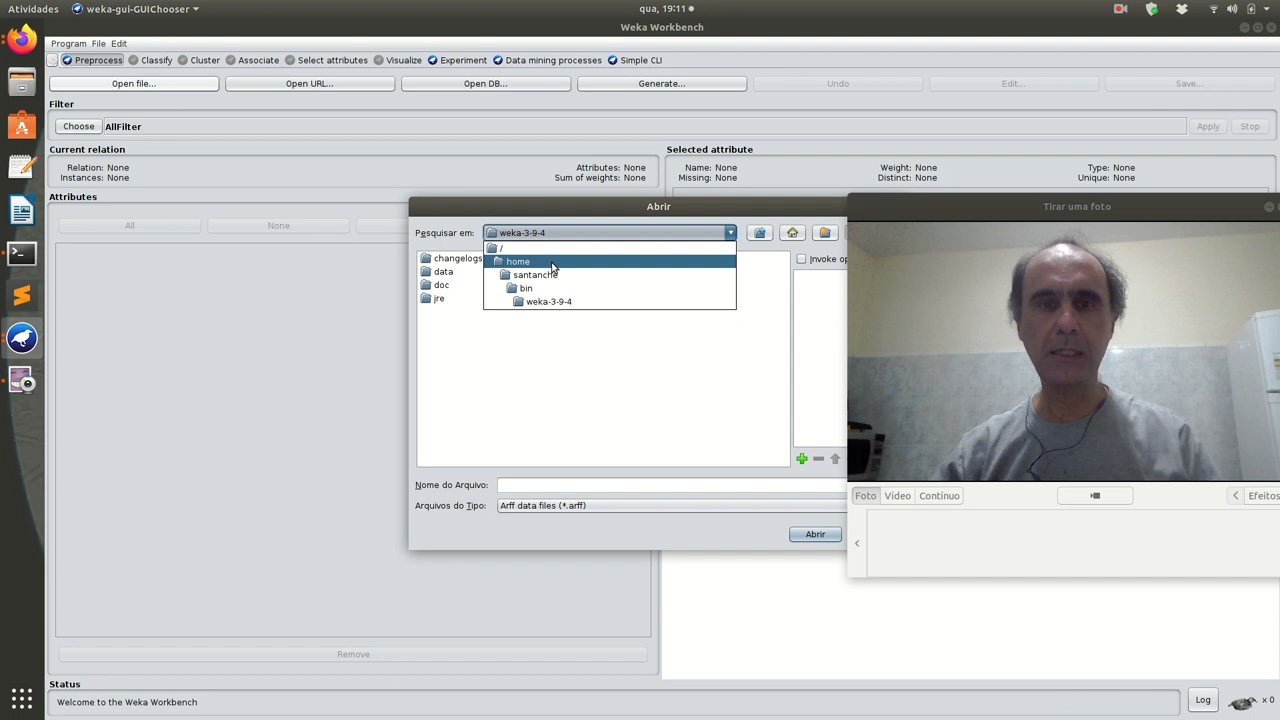 Atividades weka-gui-GUIChooser qua, 19:11
Weka Workbench
Program File Edit
Preprocess Classify Cluster Associate Select attributes Visualize Experiment Data mining processes Simple CLI
Open file... Open URL... Open DB... Generate... Undo Edit... Save...
Filter
Choose AllFilter Apply Stop
Current relation
Relation: None Attributes: None
Instances: None Sum of weights: None
Selected attribute
Name: None Weight: None Type: None
Missing: None Distinct: None Unique: None
Attributes
All None
Abrir
Pesquisar em: weka-3-9-4
/
home
santanche
bin
weka-3-9-4
changelogs
data
doc
jre
Invoke op
Nome do Arquivo:
Arquivos do Tipo: Arff data files (*.arff)
Abrir
Tirar uma foto
Foto Vídeo Contínuo Efeitos
Remove
Status
Welcome to the Weka Workbench
Log x 0